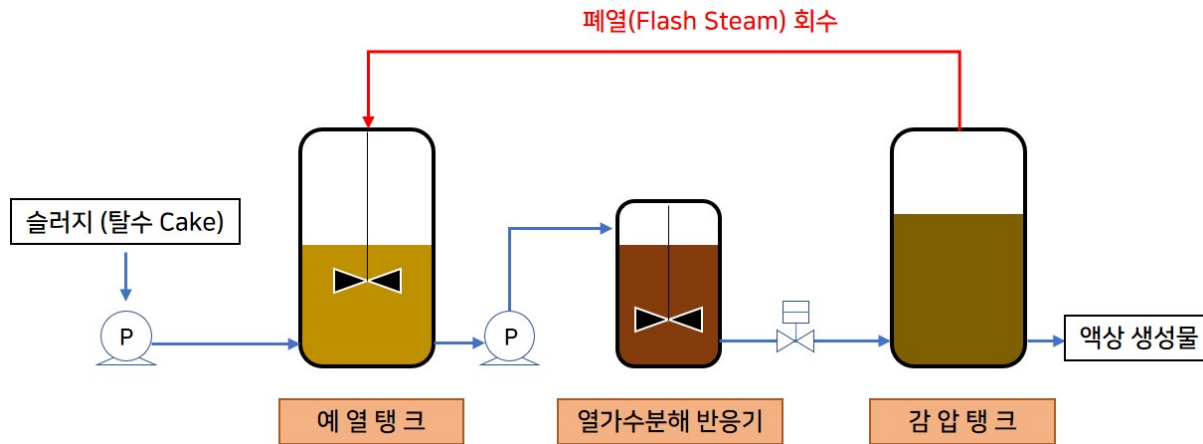 폐열(Flash Steam) 회수
슬러지 (탈수 Cake)
P
P
액상 생성물
예 열 탱 크
열가수분해 반응기
감 압 탱 크